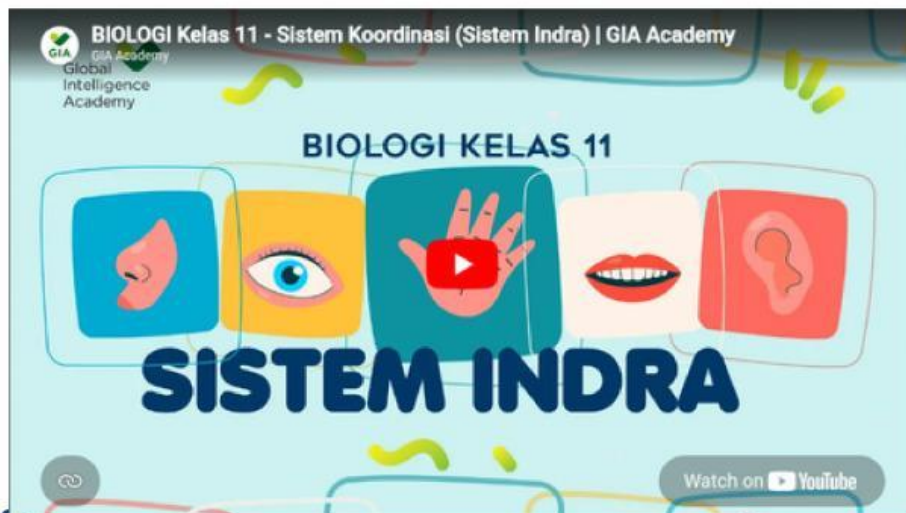 BIOLOGI Kelas 11 - Sistem Koordinasi (Sistem Indra) | GIA Academy
GIA
GIA Academy
Global
Intelligence
Academy
BIOLOGI KELAS 11
SISTEM INDRA
Watch on YouTube